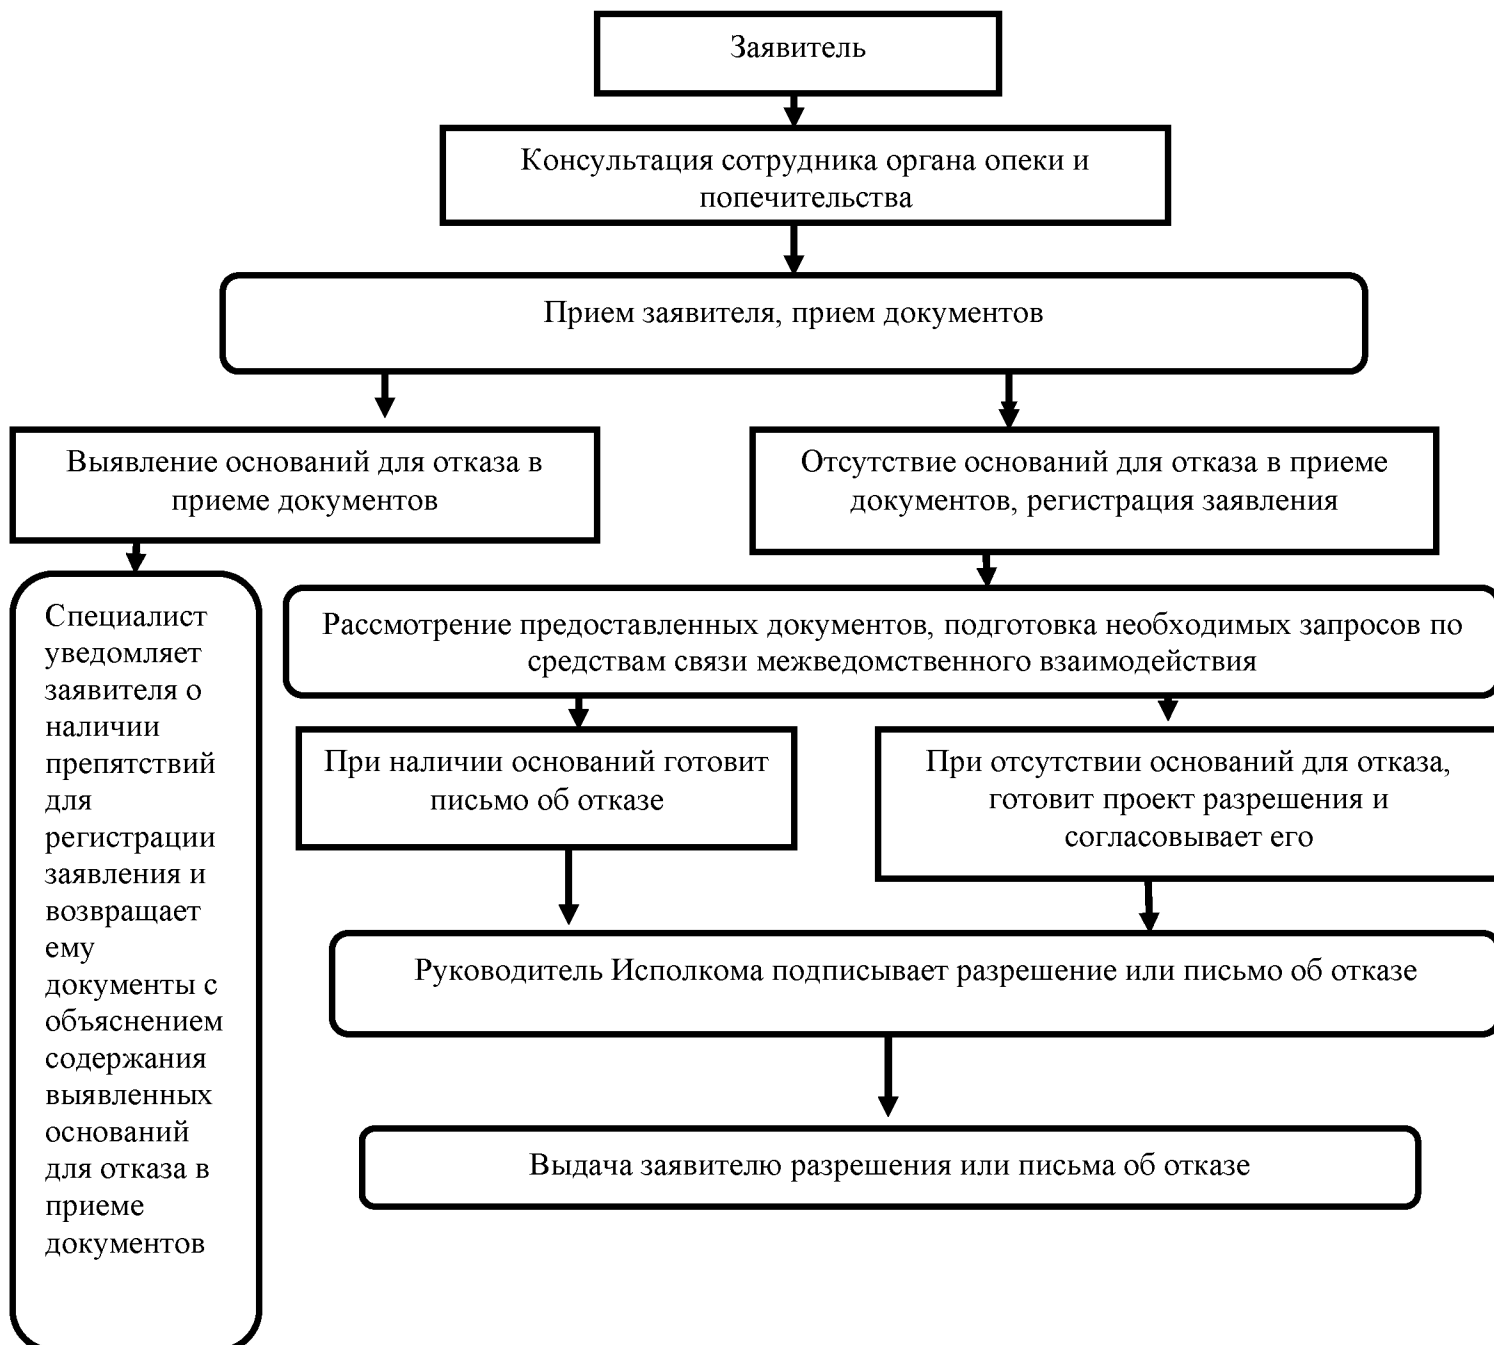 Заявитель
Консультация сотрудника органа опеки и
попечительства
Прием заявителя, прием документов
Выявление оснований для отказа в
приеме документов
Отсутствие оснований для отказа в приеме
документов, регистрация заявления
Специалист
уведомляет
заявителя о
наличии
препятствий
для
регистрации
заявления и
возвращает
ему
документы с
объяснением
содержания
выявленных
оснований
для отказа в
приеме
документов
Рассмотрение предоставленных документов, подготовка необходимых запросов по
средствам связи межведомственного взаимодействия
При наличии оснований готовит
письмо об отказе
При отсутствии оснований для отказа,
готовит проект разрешения и
согласовывает его
Руководитель Исполкома подписывает разрешение или письмо об отказе
Выдача заявителю разрешения или письма об отказе